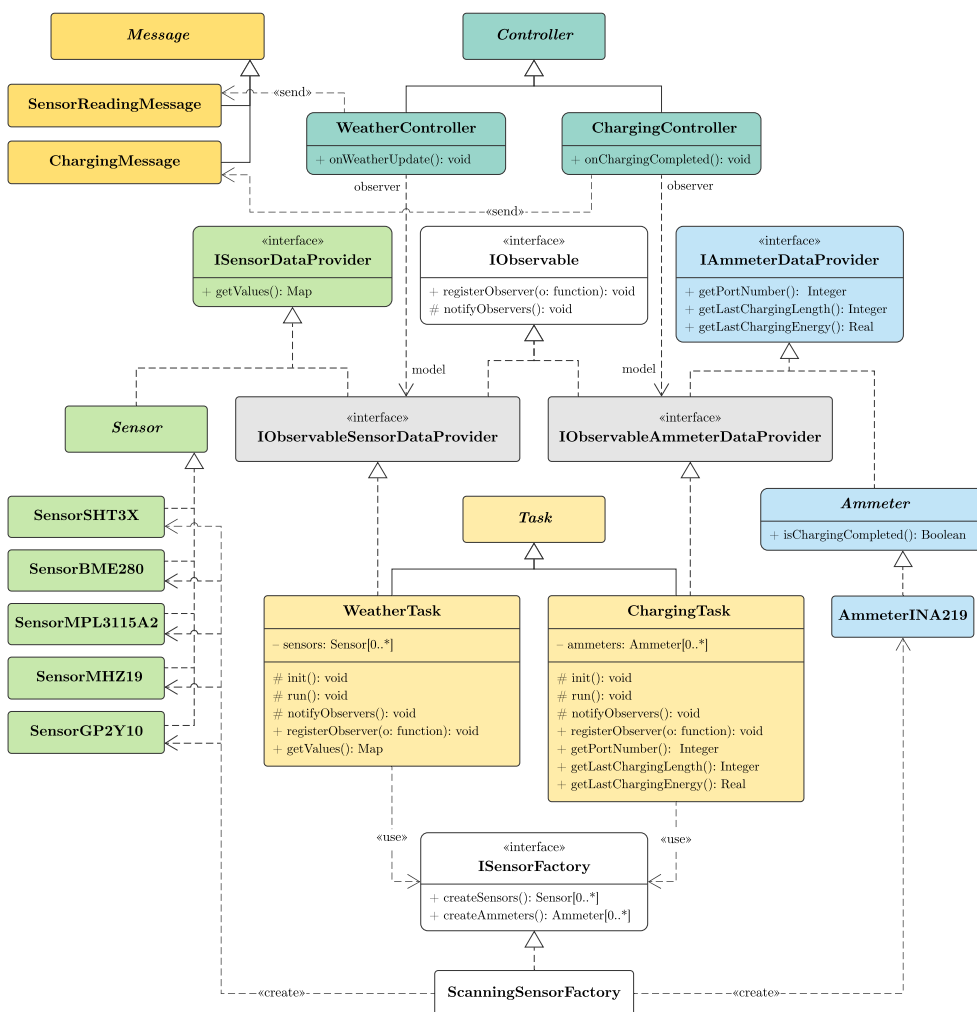 Message
Controller
SensorReadingMessage
«send»
WeatherController
+ onWeatherUpdate(): void
ChargingController
+ onChargingCompleted(): void
ChargingMessage
observer
observer
«send»
«interface»
ISensorDataProvider
+ getValues(): Map
«interface»
IObservable
+ registerObserver(o: function): void
# notifyObservers(): void
«interface»
IAmmeterDataProvider
+ getPortNumber(): Integer
+ getLastChargingLength(): Integer
+ getLastChargingEnergy(): Real
model
model
Sensor
«interface»
IObservableSensorDataProvider
«interface»
IObservableAmmeterDataProvider
SensorSHT3X
SensorBME280
SensorMPL3115A2
SensorMHZ19
SensorGP2Y10
Task
Ammeter
+ isChargingCompleted(): Boolean
AmmeterINA219
WeatherTask
– sensors: Sensor[0..*]
# init(): void
# run(): void
# notifyObservers(): void
+ registerObserver(o: function): void
+ getValues(): Map
ChargingTask
– ammeters: Ammeter[0..*]
# init(): void
# run(): void
# notifyObservers(): void
+ registerObserver(o: function): void
+ getPortNumber(): Integer
+ getLastChargingLength(): Integer
+ getLastChargingEnergy(): Real
«use»
«use»
«interface»
ISensorFactory
+ createSensors(): Sensor[0..*]
+ createAmmeters(): Ammeter[0..*]
«create»
ScanningSensorFactory
«create»